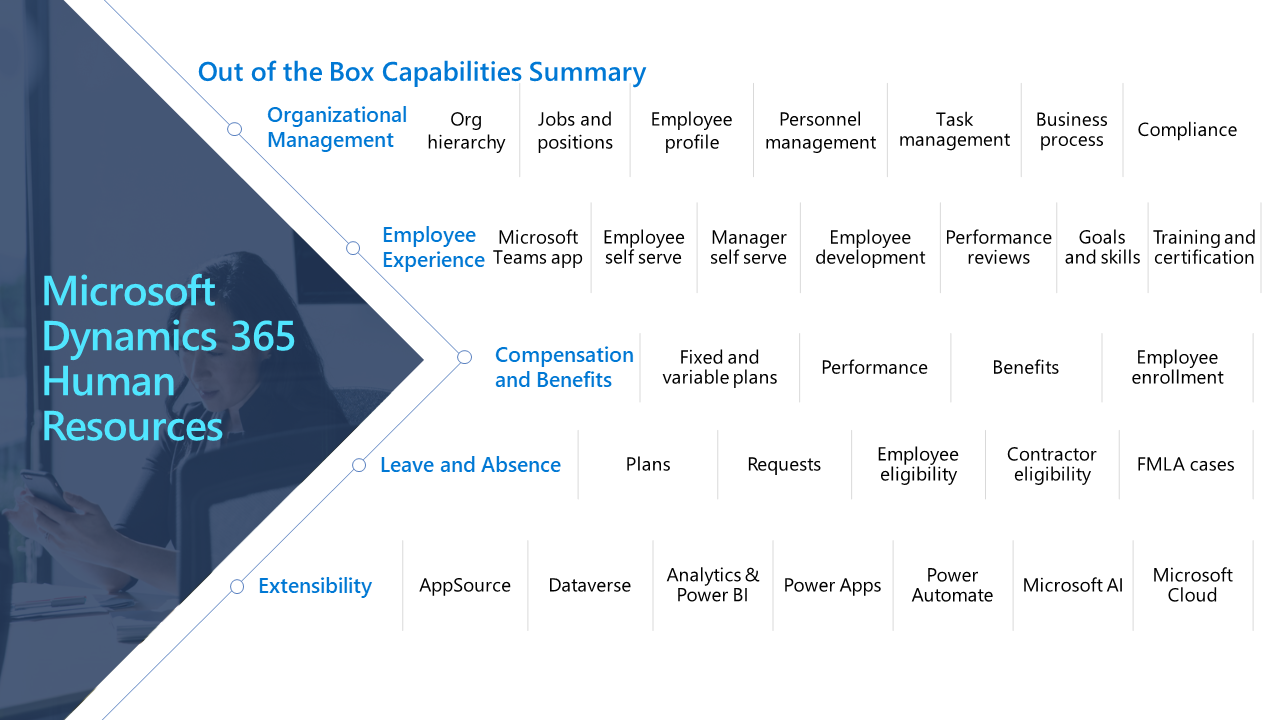 Out of the Box Capabilities Summary
Organizational
Management
Org
hierarchy
Jobs and
positions
Employee
profile
Personnel
management
Task
management
Business
process
Compliance
Employee
Experience
Microsoft
Teams app
Employee
self serve
Manager
self serve
Employee
development
Performance
reviews
Goals
and skills
Training and
certification
Microsoft
Dynamics 365
Human
Resources
Compensation
and Benefits
Fixed and
variable plans
Performance
Benefits
Employee
enrollment
Leave and Absence
Plans
Requests
Employee
eligibility
Contractor
eligibility
FMLA cases
Extensibility
AppSource
Dataverse
Analytics &
Power BI
Power Apps
Power
Automate
Microsoft AI
Microsoft
Cloud